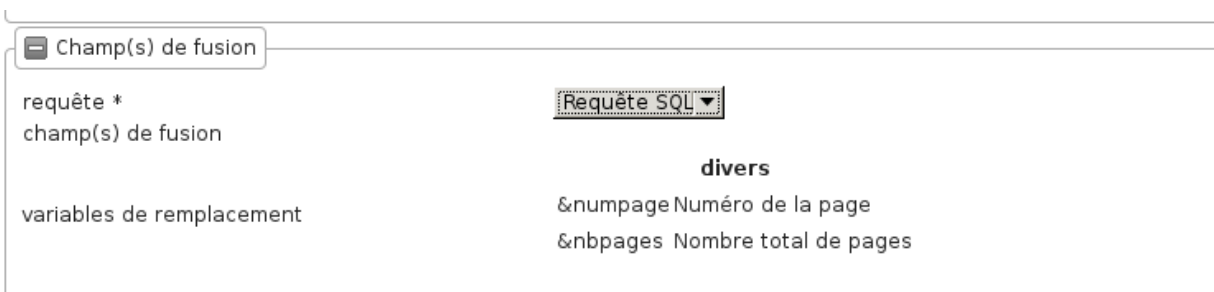 Champ(s) de fusion
requête * Requête SQL
champ(s) de fusion
divers
variables de remplacement
&numpage Numéro de la page
&nbpages Nombre total de pages